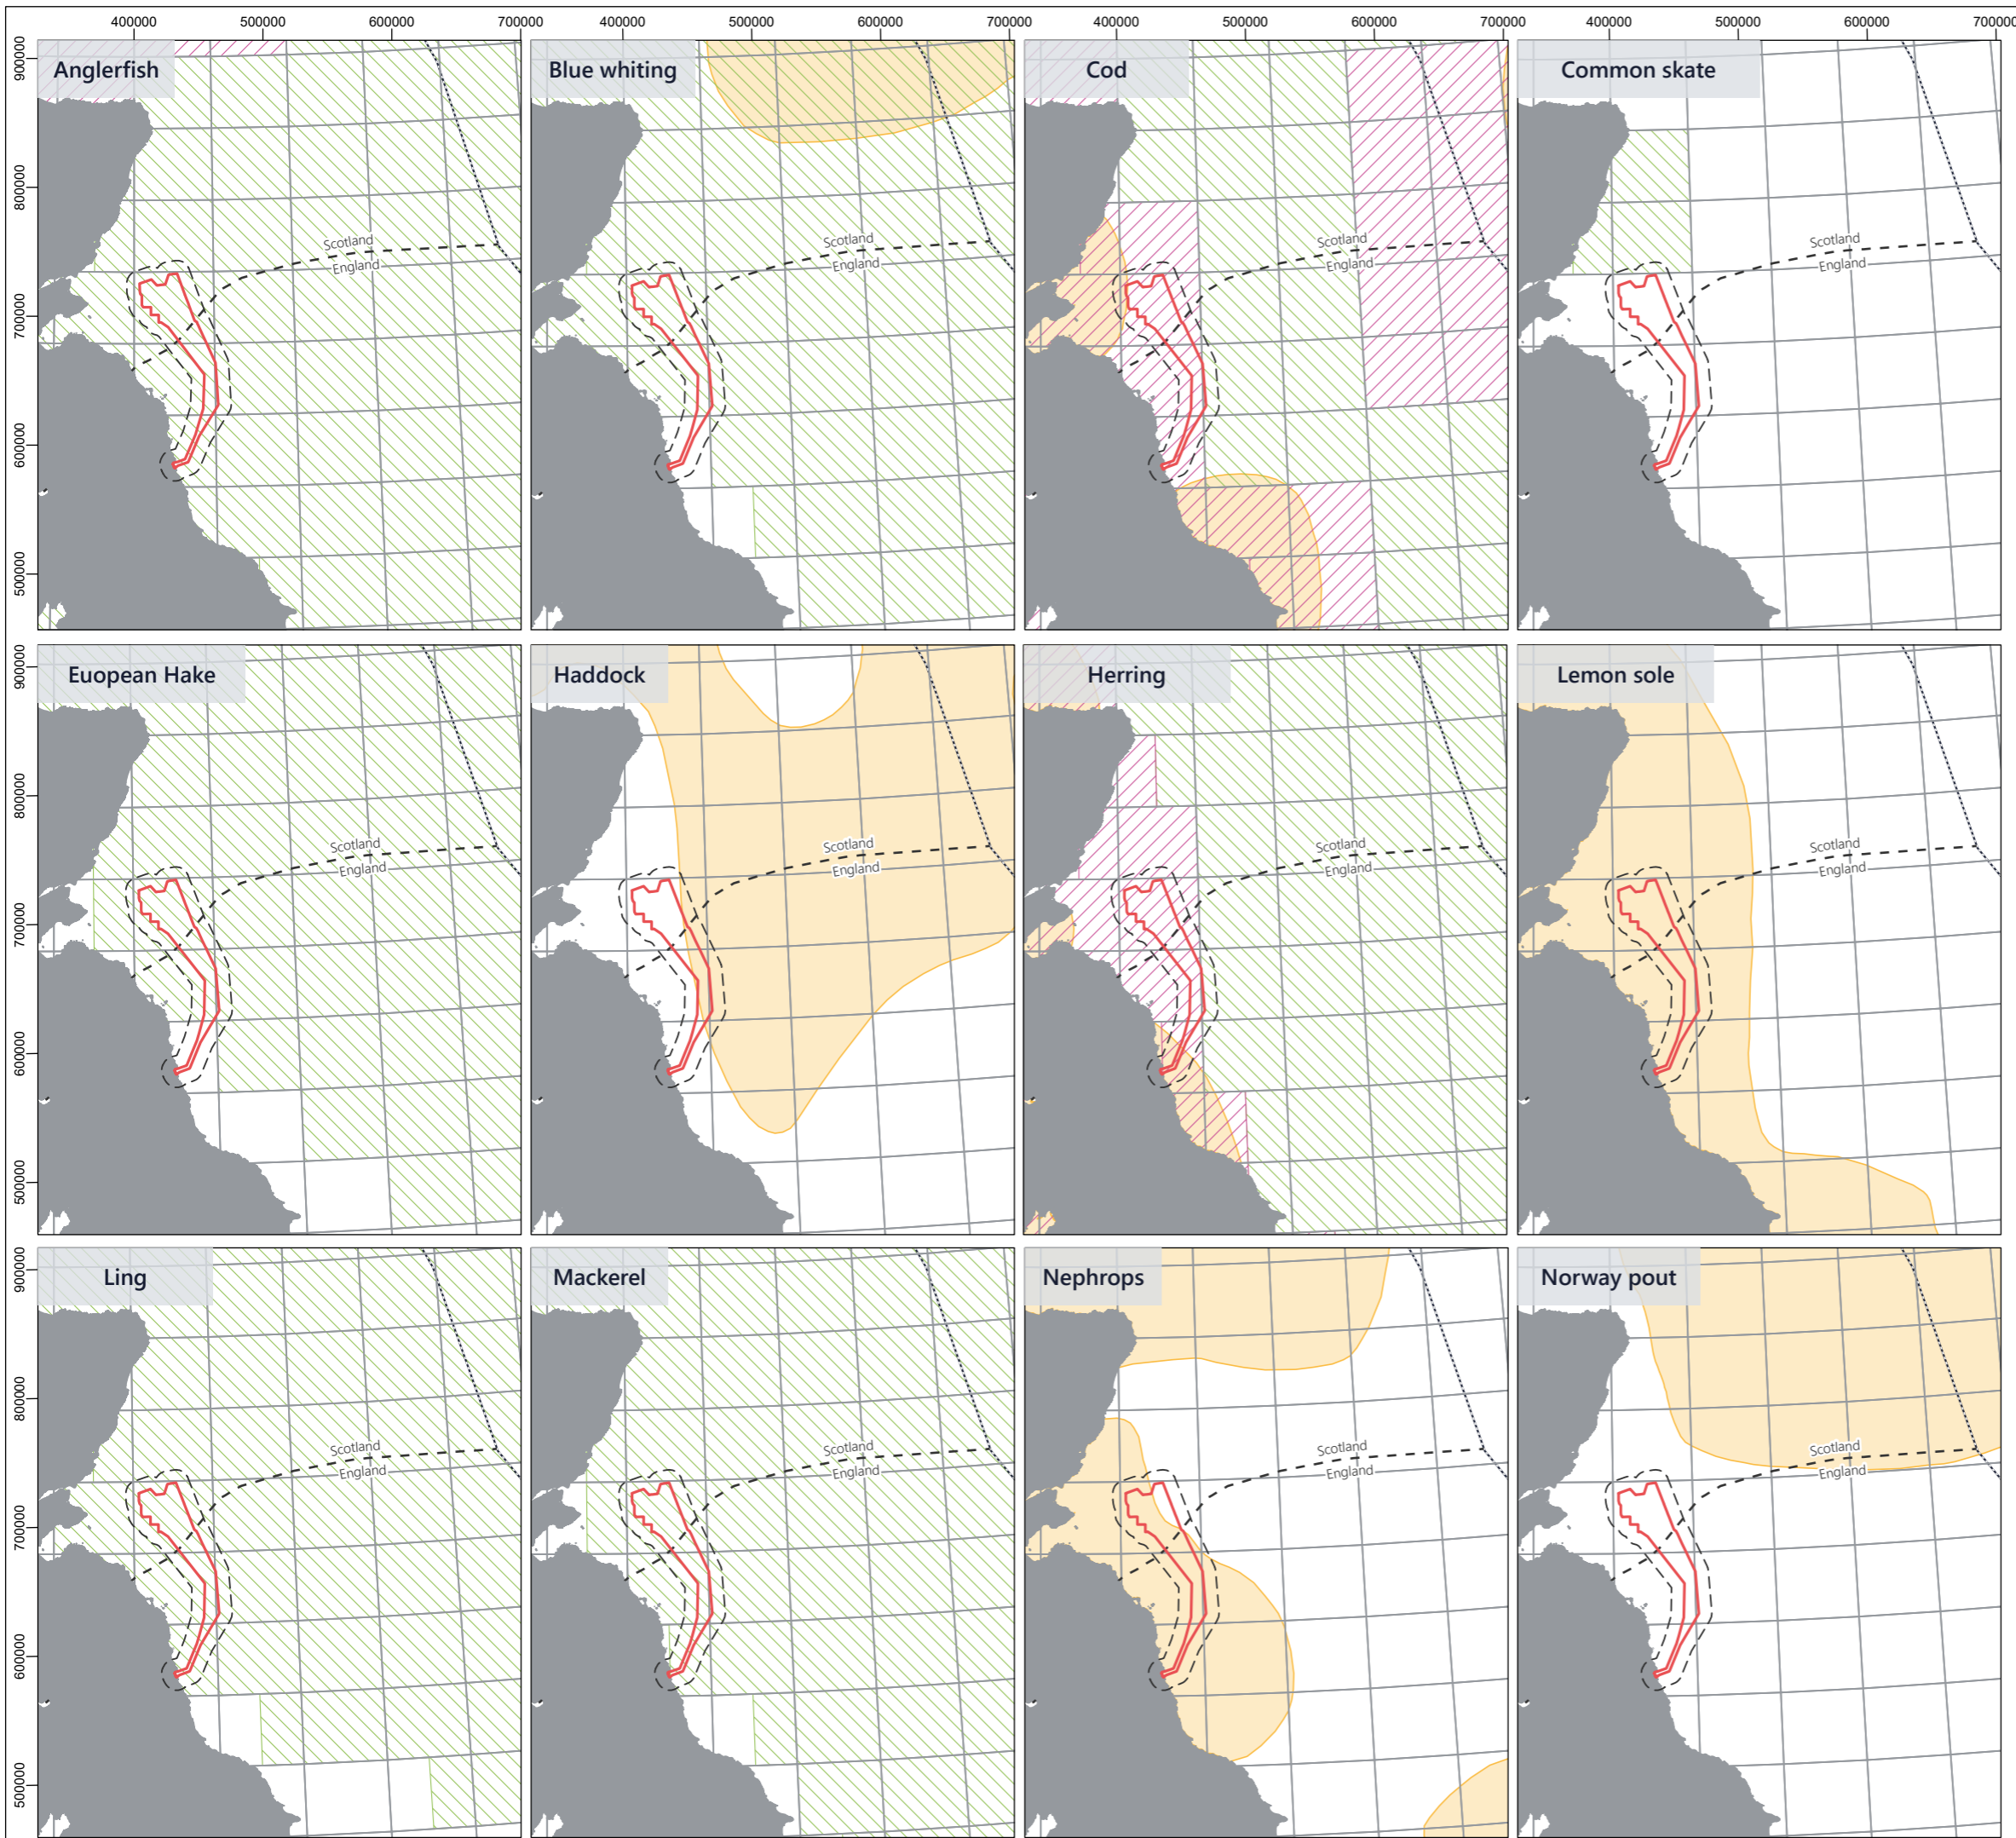 400000 500000 600000 700000 400000 500000 600000 700000 400000 500000 600000 700000 400000 500000 600000 700000
900000
800000
700000
600000
500000
Anglerfish
Scotland
England
Blue whiting
Scotland
England
Cod
Scotland
England
Common skate
Scotland
England
900000
800000
700000
600000
500000
Euopean Hake
Scotland
England
Haddock
Scotland
England
Herring
Scotland
England
Lemon sole
Scotland
England
900000
800000
700000
600000
500000
Ling
Scotland
England
Mackerel
Scotland
England
Nephrops
Scotland
England
Norway pout
Scotland
England